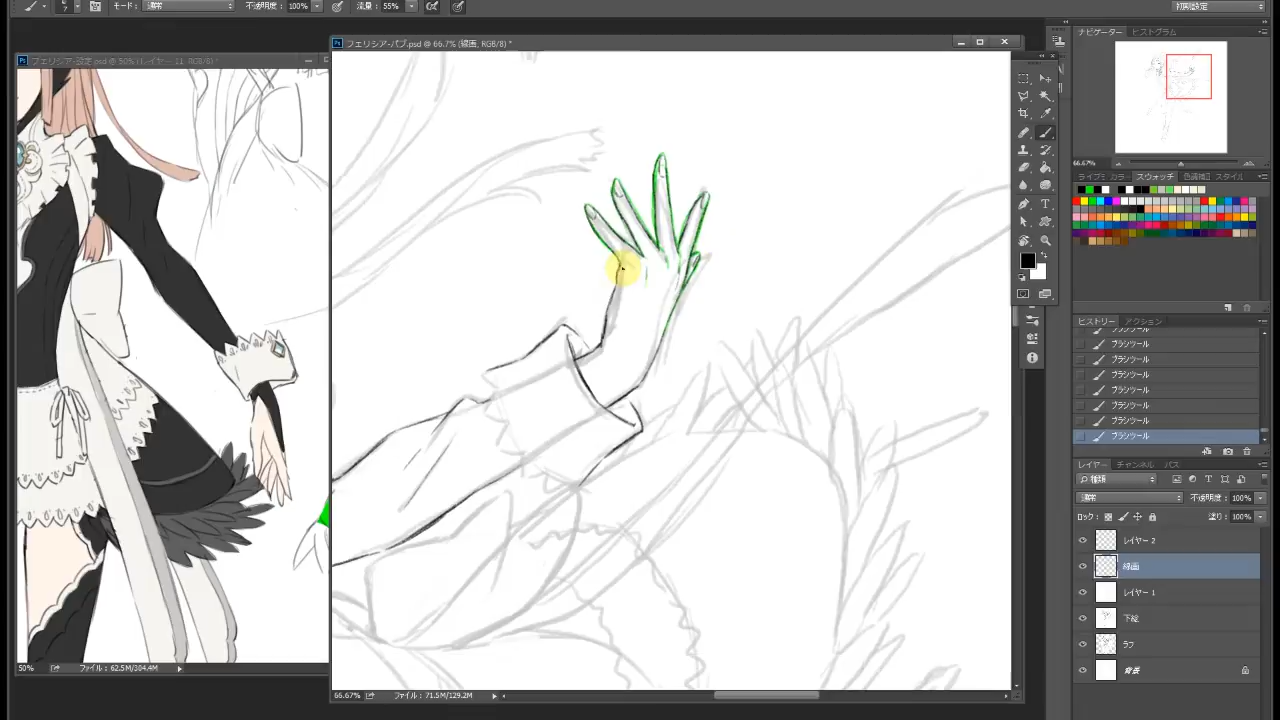 モード: 通常 不透明度: 100% 流量: 55% 初期設定
フェリシア-設定.psd @ 50% (レイヤー 11, RGB/8) *
フェリシア-パブ.psd @ 66.7% (線画, RGB/8) *
ナビゲーター ヒストグラム
66.67%
カラー スウォッチ 色調補正 スタイル
ヒストリー アクション
ブラシツール
ブラシツール
ブラシツール
ブラシツール
ブラシツール
ブラシツール
ブラシツール
ブラシツール
レイヤー チャンネル パス
種類
通常 不透明度: 100%
ロック: 塗り: 100%
レイヤー 2
線画
レイヤー 1
下絵
ラフ
背景
50% ファイル : 62.5M/304.4M
66.67% ファイル : 71.5M/129.2M